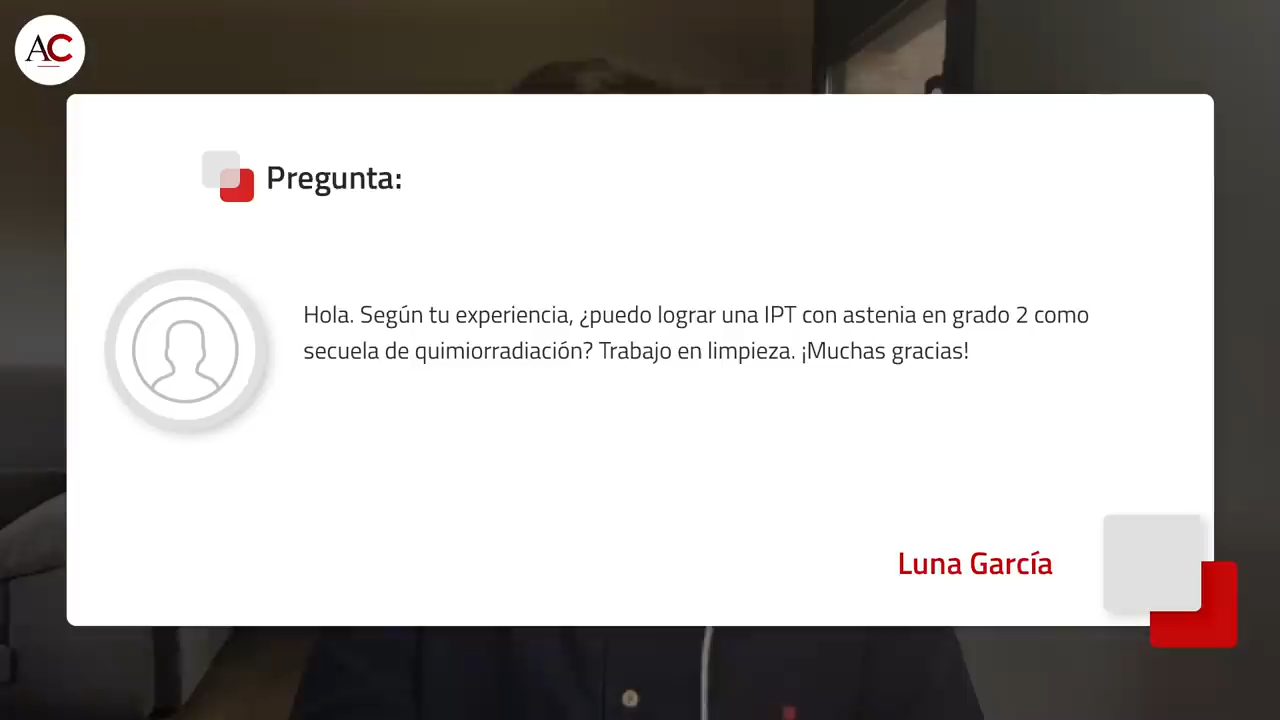 AC
Pregunta:
Hola. Según tu experiencia, ¿puedo lograr una IPT con astenia en grado 2 como
secuela de quimiorradiación? Trabajo en limpieza. ¡Muchas gracias!
Luna García